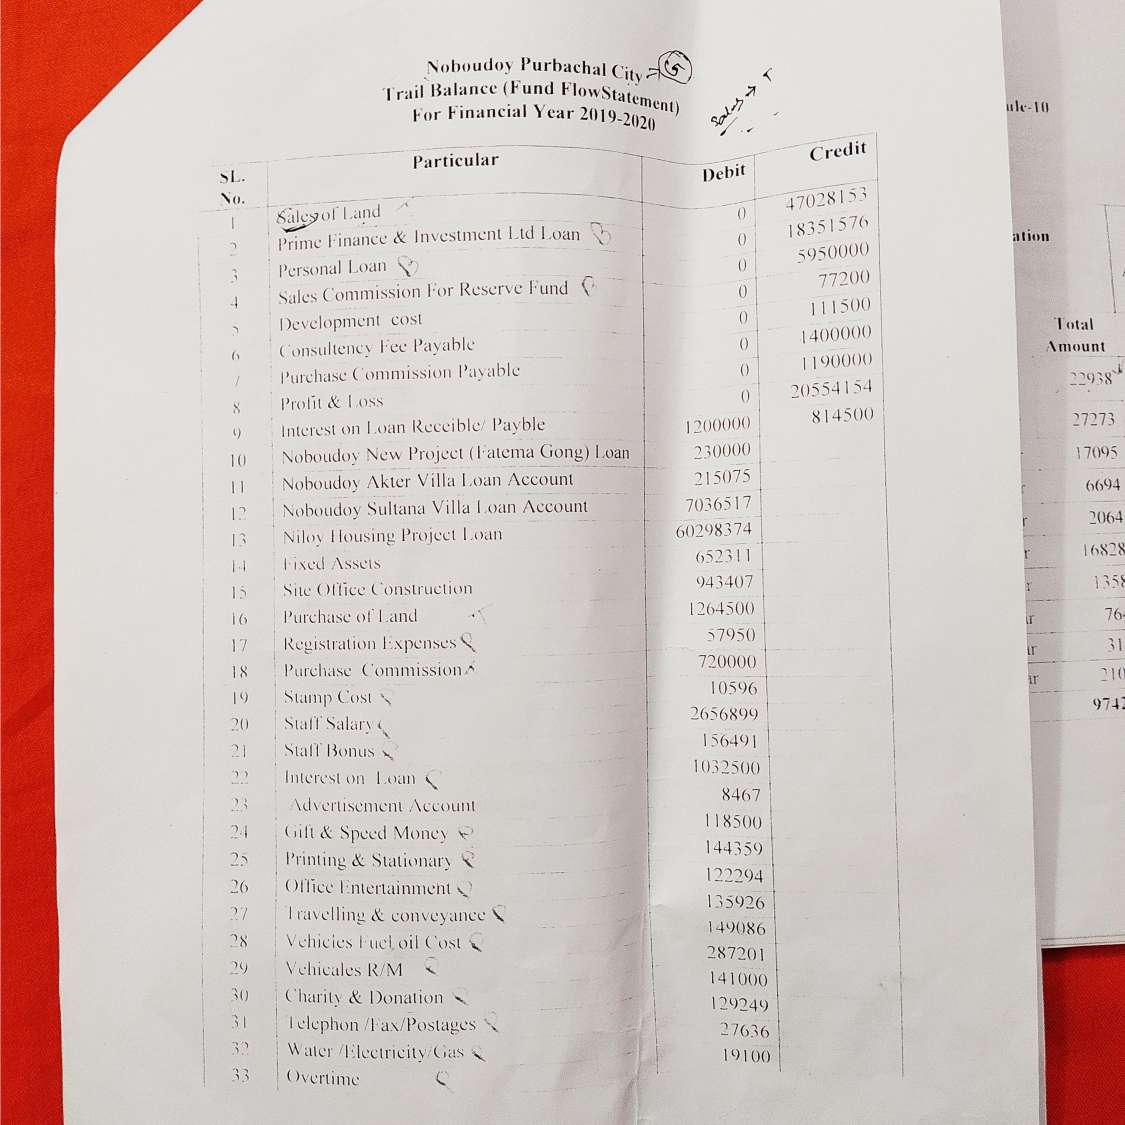 Noboudoy Purbachal City → 5
Trail Balance (Fund FlowStatement)
For Financial Year 2019-2020
SL. No. Particular Debit Credit
1 Sales of Land 0 47028153
2 Prime Finance & Investment Ltd Loan 0 18351576
3 Personal Loan 0 5950000
4 Sales Commission For Reserve Fund 0 77200
5 Development cost 0 111500
6 Consultency Fee Payable 0 1400000
7 Purchase Commission Payable 0 1190000
8 Profit & Loss 0 20554154
9 Interest on Loan Receible/ Payble 1200000 814500
10 Noboudoy New Project (Fatema Gong) Loan 230000
11 Noboudoy Akter Villa Loan Account 215075
12 Noboudoy Sultana Villa Loan Account 7036517
13 Niloy Housing Project Loan 60298374
14 Fixed Assets 652311
15 Site Office Construction 943407
16 Purchase of Land 1264500
17 Registration Expenses 57950
18 Purchase Commission 720000
19 Stamp Cost 10596
20 Staff Salary 2656899
21 Staff Bonus 156491
22 Interest on Loan 1032500
23 Advertisement Account 8467
24 Gift & Speed Money 118500
25 Printing & Stationary 144359
26 Office Entertainment 122294
27 Travelling & conveyance 135926
28 Vehicles Fuel oil Cost 149086
29 Vehicales R/M 287201
30 Charity & Donation 141000
31 Telephon /Fax/Postages 129249
32 Water /Electricity/Gas 27636
33 Overtime 19100
ule-10
ation
Total
Amount
22938
27273
17095
6694
r 2064
r 16828
r 1358
ar 76
ar 31
ar 210
9742